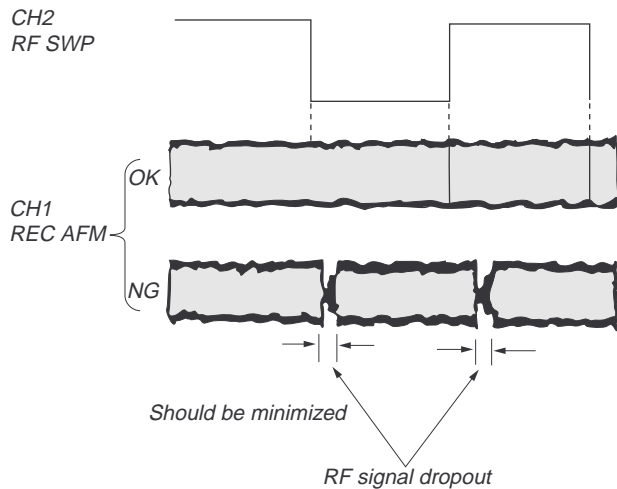 CH2
RF SWP
OK
CH1
REC AFM
NG
Should be minimized
RF signal dropout